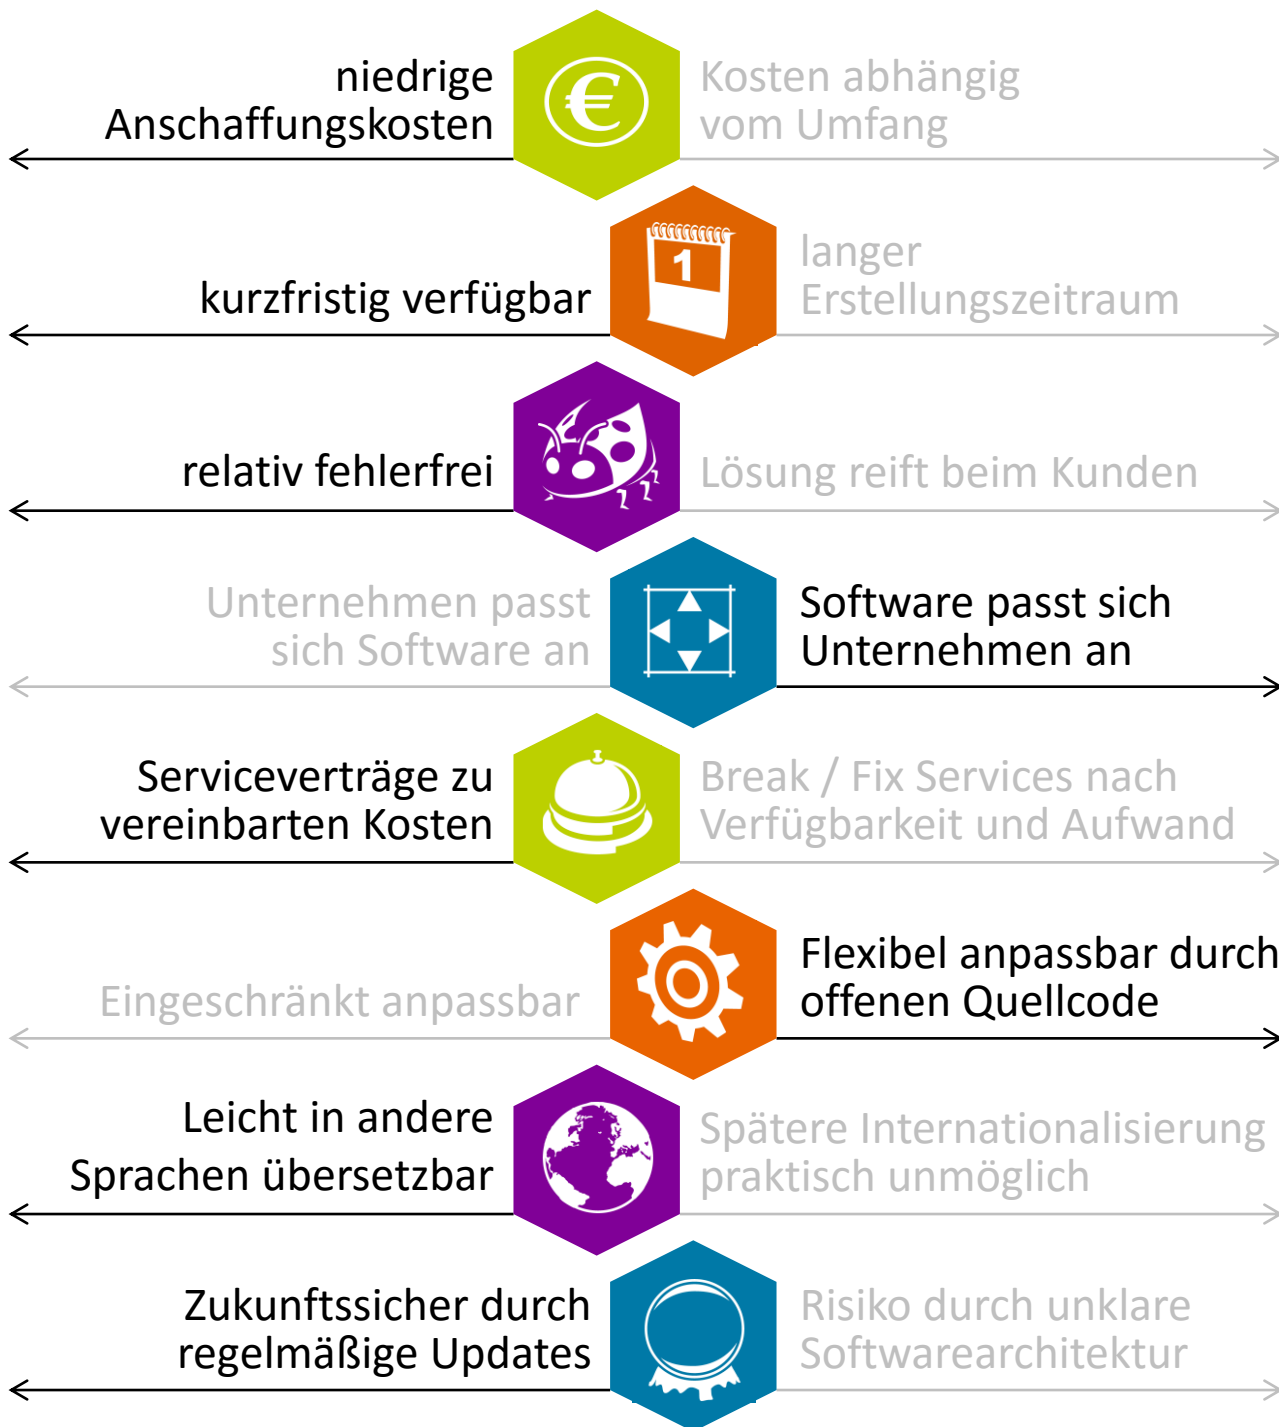 niedrige
Anschaffungskosten
€
Kosten abhängig
vom Umfang
kurzfristig verfügbar
1
langer
Erstellungszeitraum
relativ fehlerfrei
Lösung reift beim Kunden
Unternehmen passt
sich Software an
Software passt sich
Unternehmen an
Serviceverträge zu
vereinbarten Kosten
Break / Fix Services nach
Verfügbarkeit und Aufwand
Eingeschränkt anpassbar
Flexibel anpassbar durch
offenen Quellcode
Leicht in andere
Sprachen übersetzbar
Spätere Internationalisierung
praktisch unmöglich
Zukunftssicher durch
regelmäßige Updates
Risiko durch unklare
Softwarearchitektur